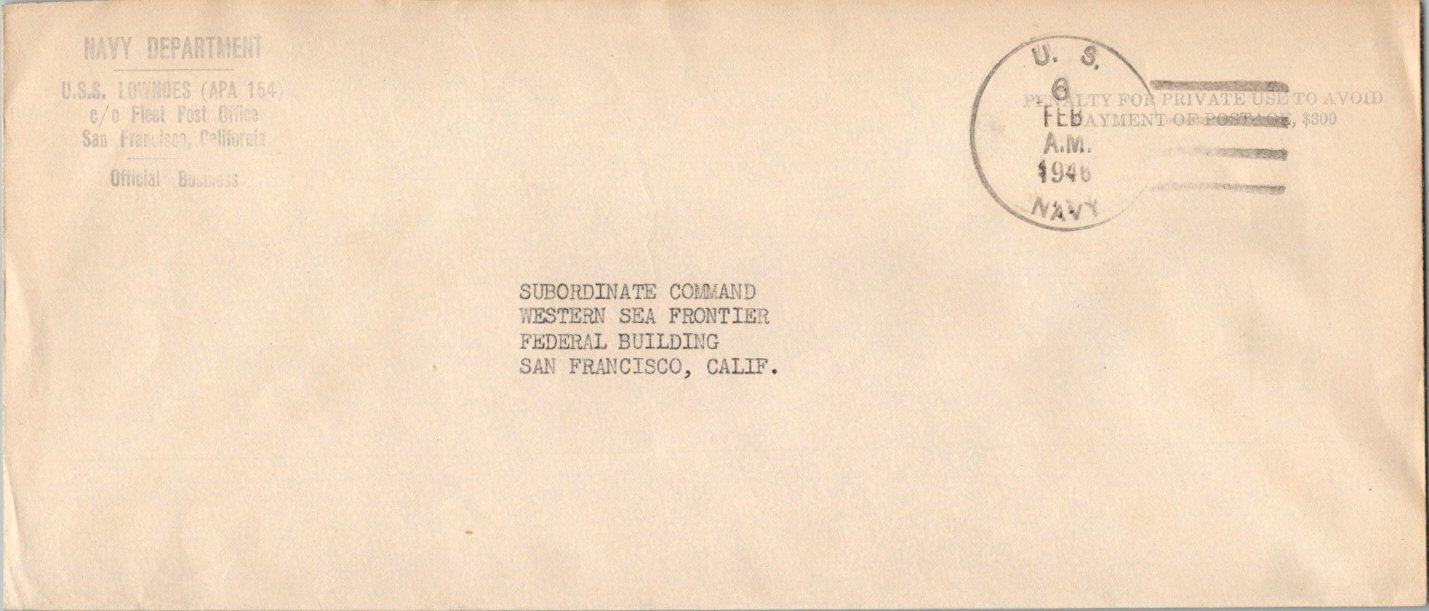 NAVY DEPARTMENT
U.S.S. LOWNDES (APA 154)
c/o Fleet Post Office
San Francisco, California
Official Business
U. S.
6
FEB
A.M.
1946
NAVY
PENALTY FOR PRIVATE USE TO AVOID
PAYMENT OF POSTAGE, $300
SUBORDINATE COMMAND
WESTERN SEA FRONTIER
FEDERAL BUILDING
SAN FRANCISCO, CALIF.